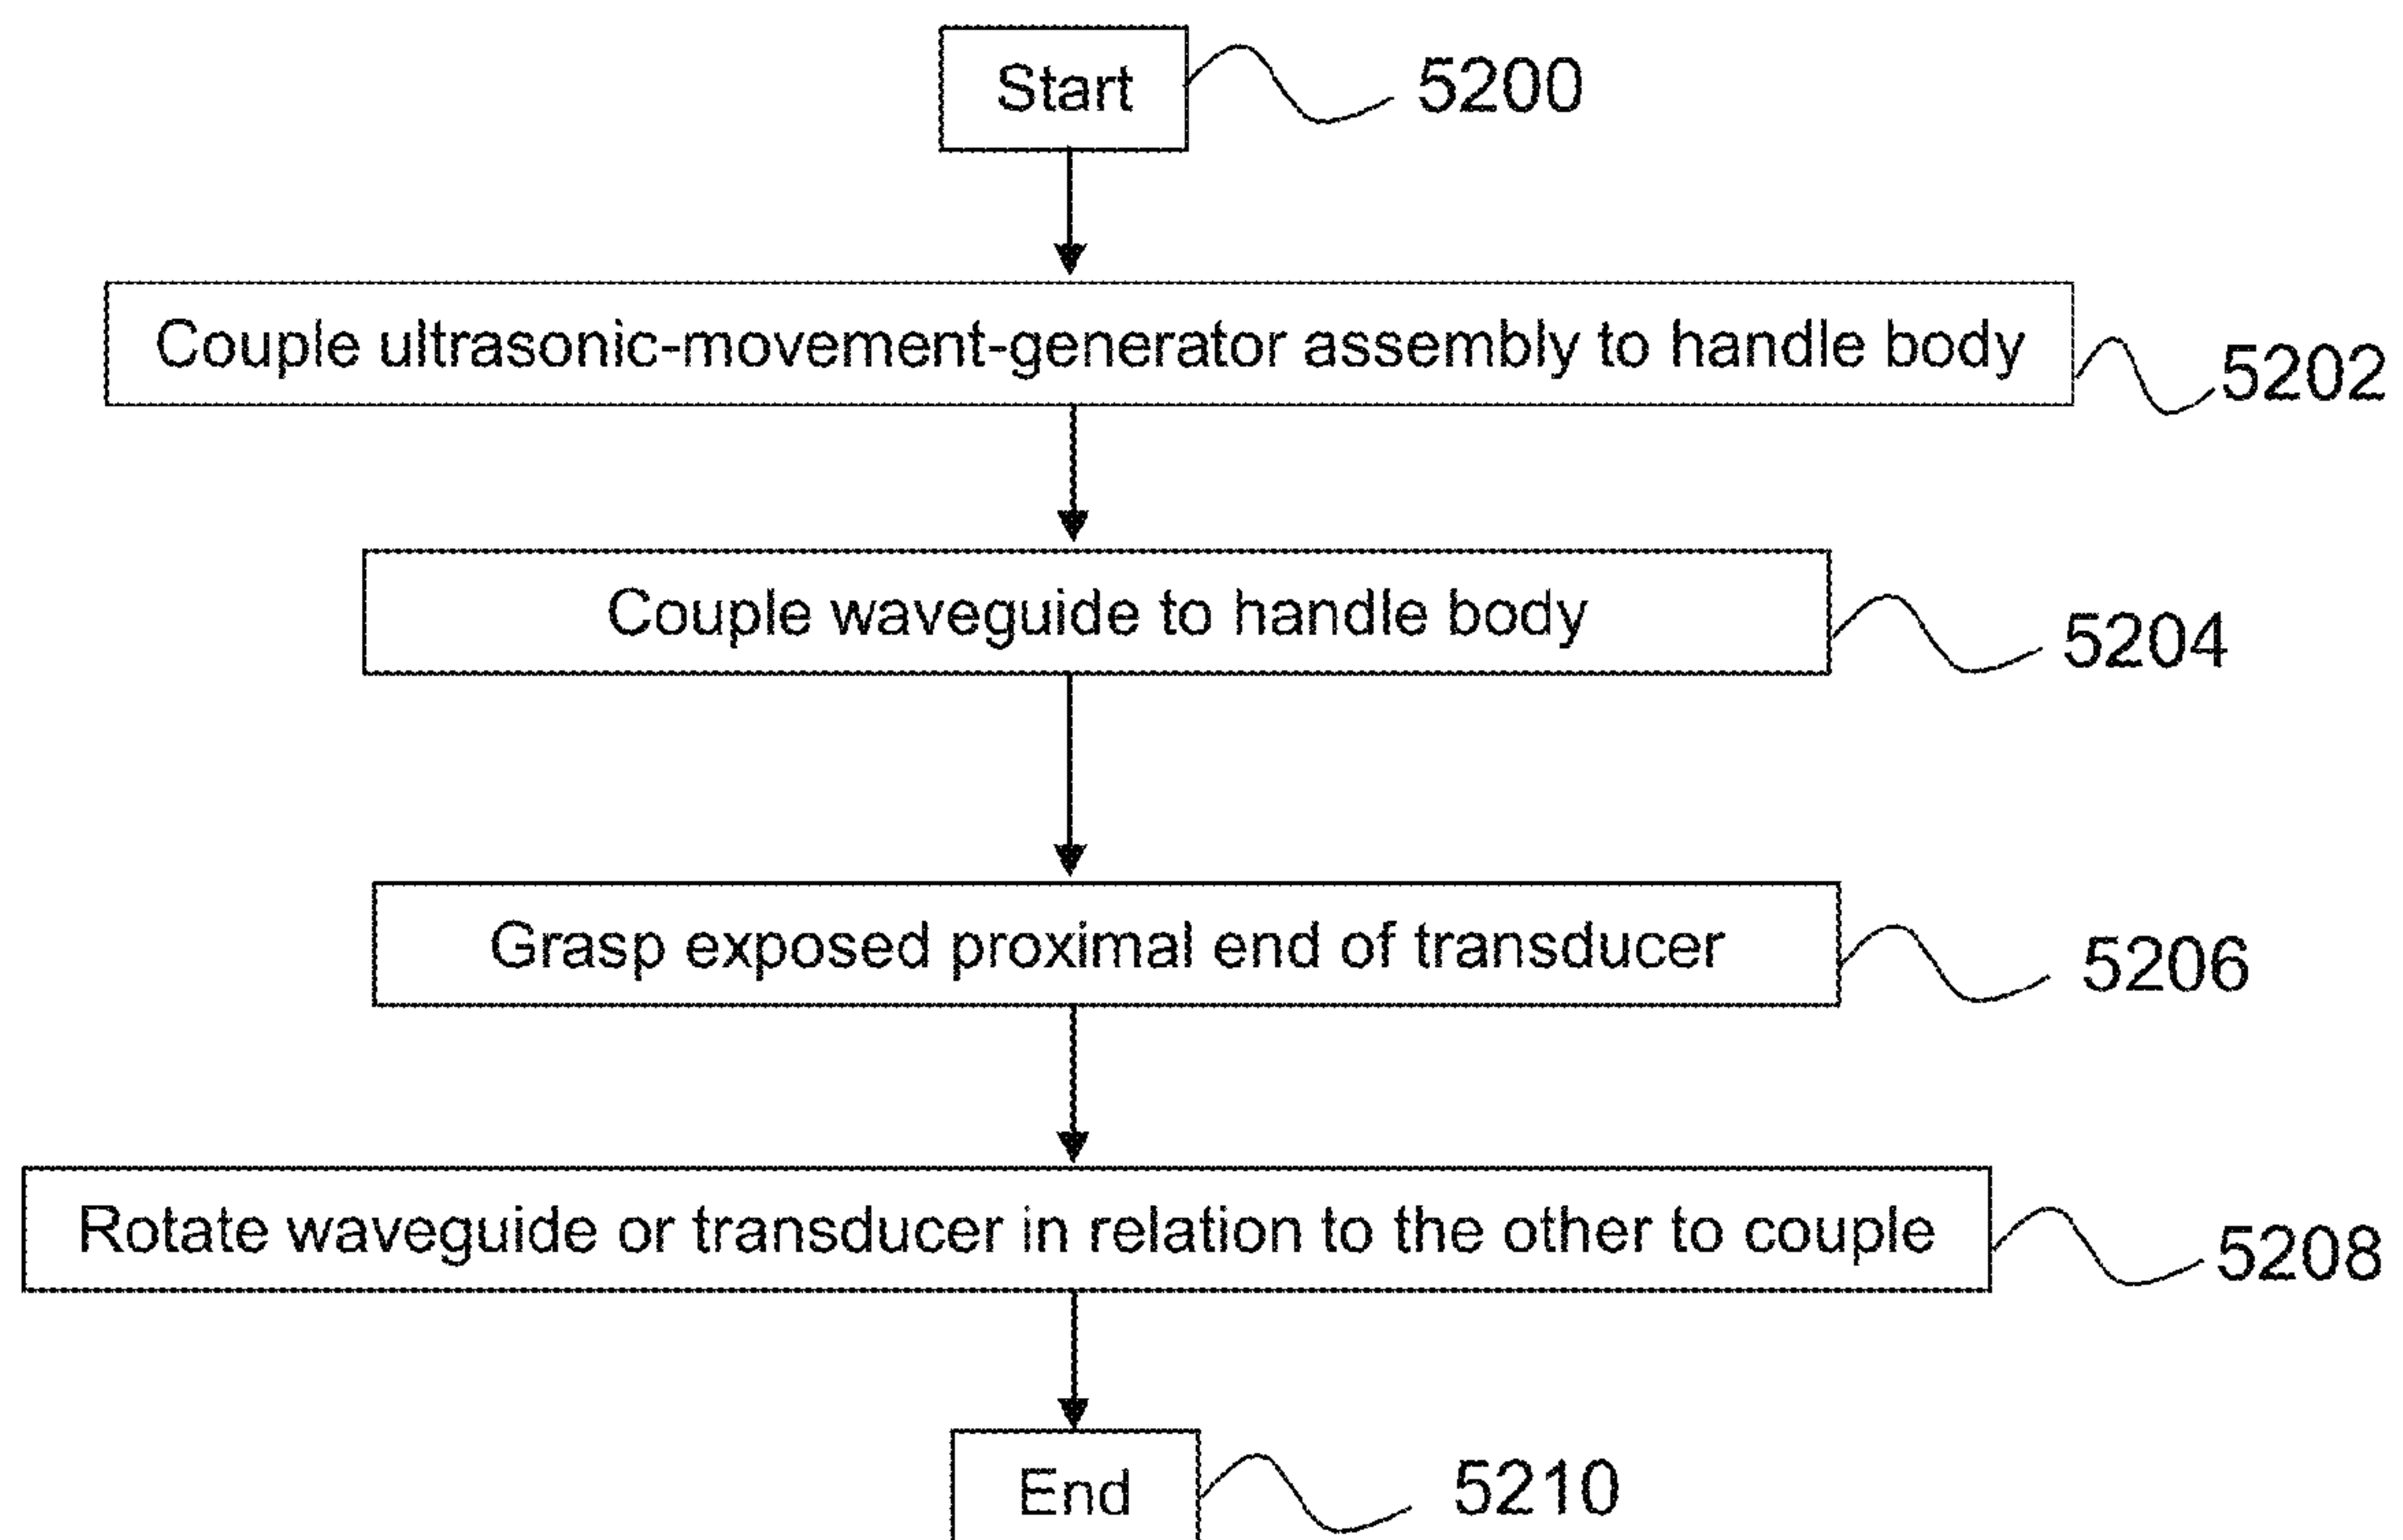 Start
5200
Couple ultrasonic-movement-generator assembly to handle body
5202
Couple waveguide to handle body
5204
Grasp exposed proximal end of transducer
5206
Rotate waveguide or transducer in relation to the other to couple
5208
End
5210